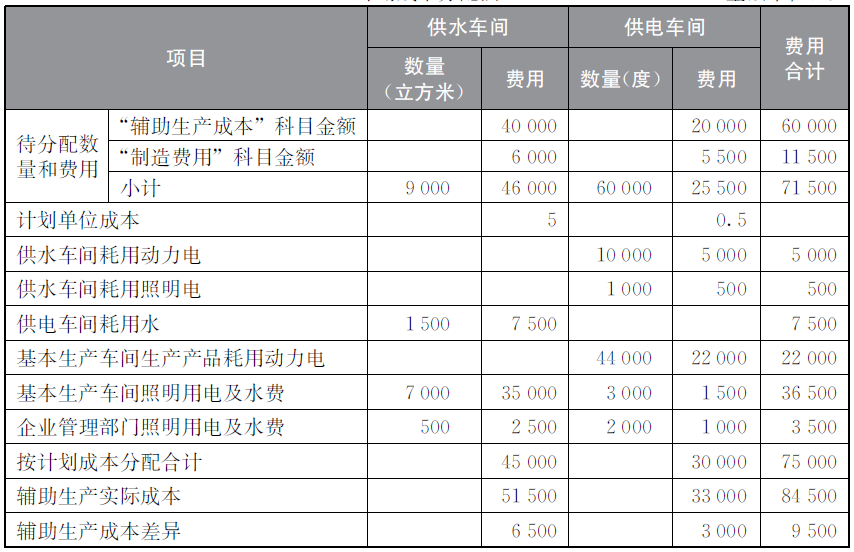 项目 供水车间 供电车间 费用合计
数量（立方米） 费用 数量（度） 费用
待分配数量和费用 “辅助生产成本”科目金额 40 000 20 000 60 000
“制造费用”科目金额 6 000 5 500 11 500
小计 9 000 46 000 60 000 25 500 71 500
计划单位成本 5 0.5
供水车间耗用动力电 10 000 5 000 5 000
供水车间耗用照明电 1 000 500 500
供电车间耗用水 1 500 7 500 7 500
基本生产车间生产产品耗用动力电 44 000 22 000 22 000
基本生产车间照明用电及水费 7 000 35 000 3 000 1 500 36 500
企业管理部门照明用电及水费 500 2 500 2 000 1 000 3 500
按计划成本分配合计 45 000 30 000 75 000
辅助生产实际成本 51 500 33 000 84 500
辅助生产成本差异 6 500 3 000 9 500